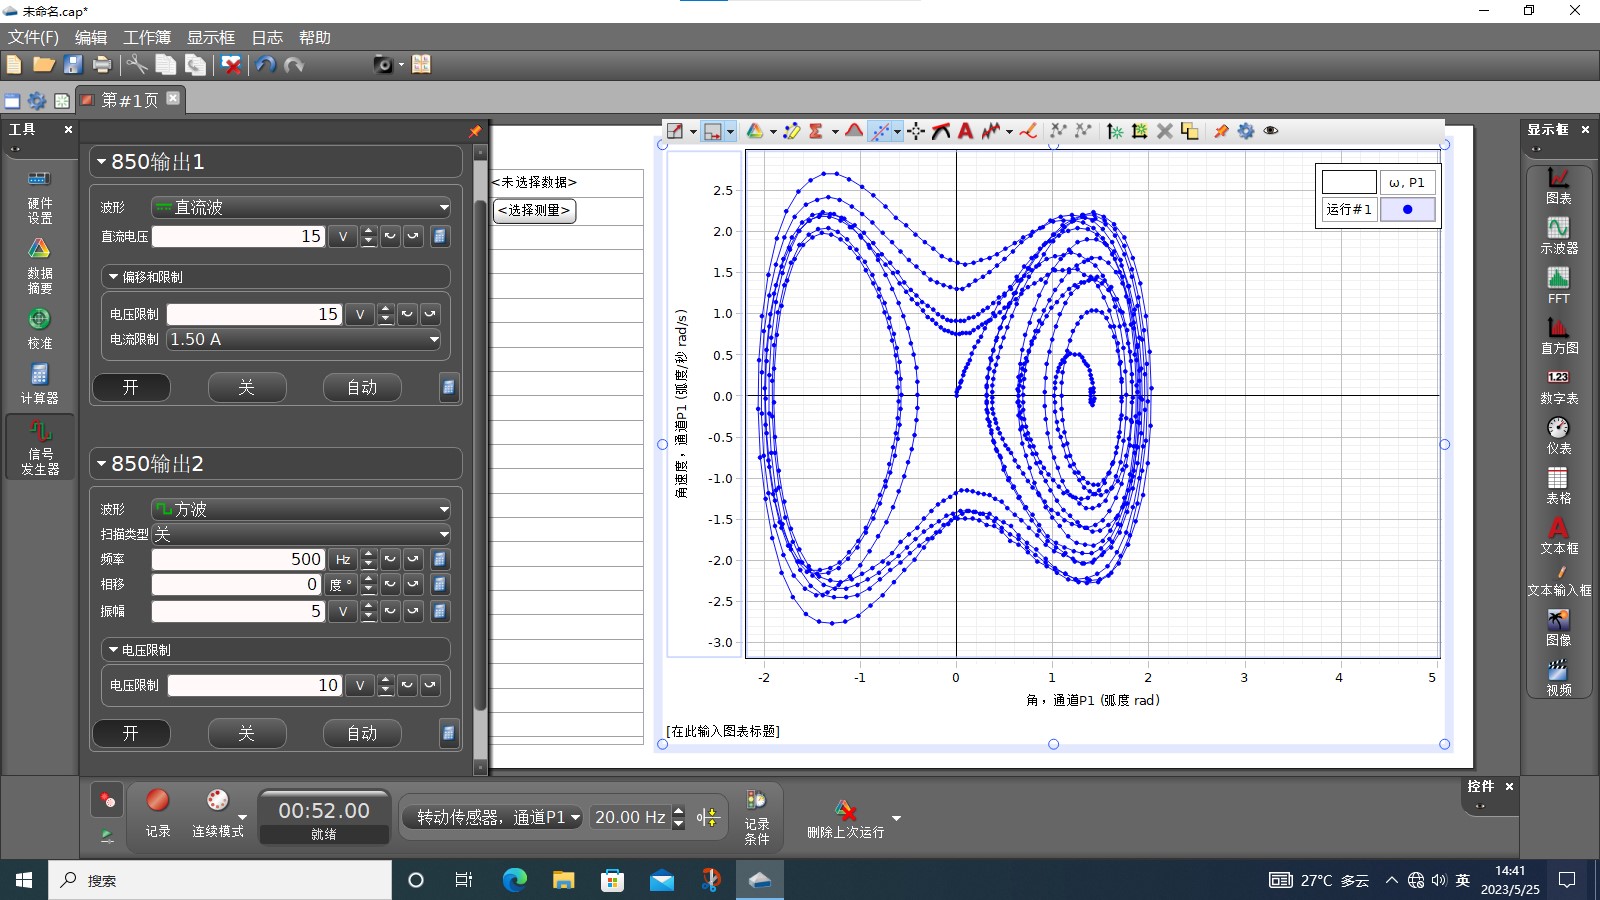 未命名.cap*
文件(F) 编辑 工作簿 显示框 日志 帮助
第#1页
工具
硬件
设置
数据
摘要
校准
计算器
信号
发生器
850输出1
波形 直流波
直流电压 15 V
偏移和限制
电压限制 15 V
电流限制 1.50 A
开 关 自动
850输出2
波形 方波
扫描类型 关
频率 500 Hz
相移 0 度 °
振幅 5 V
电压限制
电压限制 10 V
开 关 自动
<未选择数据>
<选择测量>
ω, P1
运行#1
2.5
2.0
1.5
1.0
0.5
0.0
-0.5
-1.0
-1.5
-2.0
-2.5
-3.0
角速度，通道P1 (弧度/秒 rad/s)
-2 -1 0 1 2 3 4 5
角，通道P1 (弧度 rad)
[在此输入图表标题]
显示框
图表
示波器
FFT
直方图
1.23
数字表
仪表
表格
文本框
文本输入框
图像
视频
控件
记录
连续模式
00:52.00
就绪
转动传感器，通道P1
20.00 Hz
记录
条件
删除上次运行
搜索
27°C 多云
英
14:41
2023/5/25